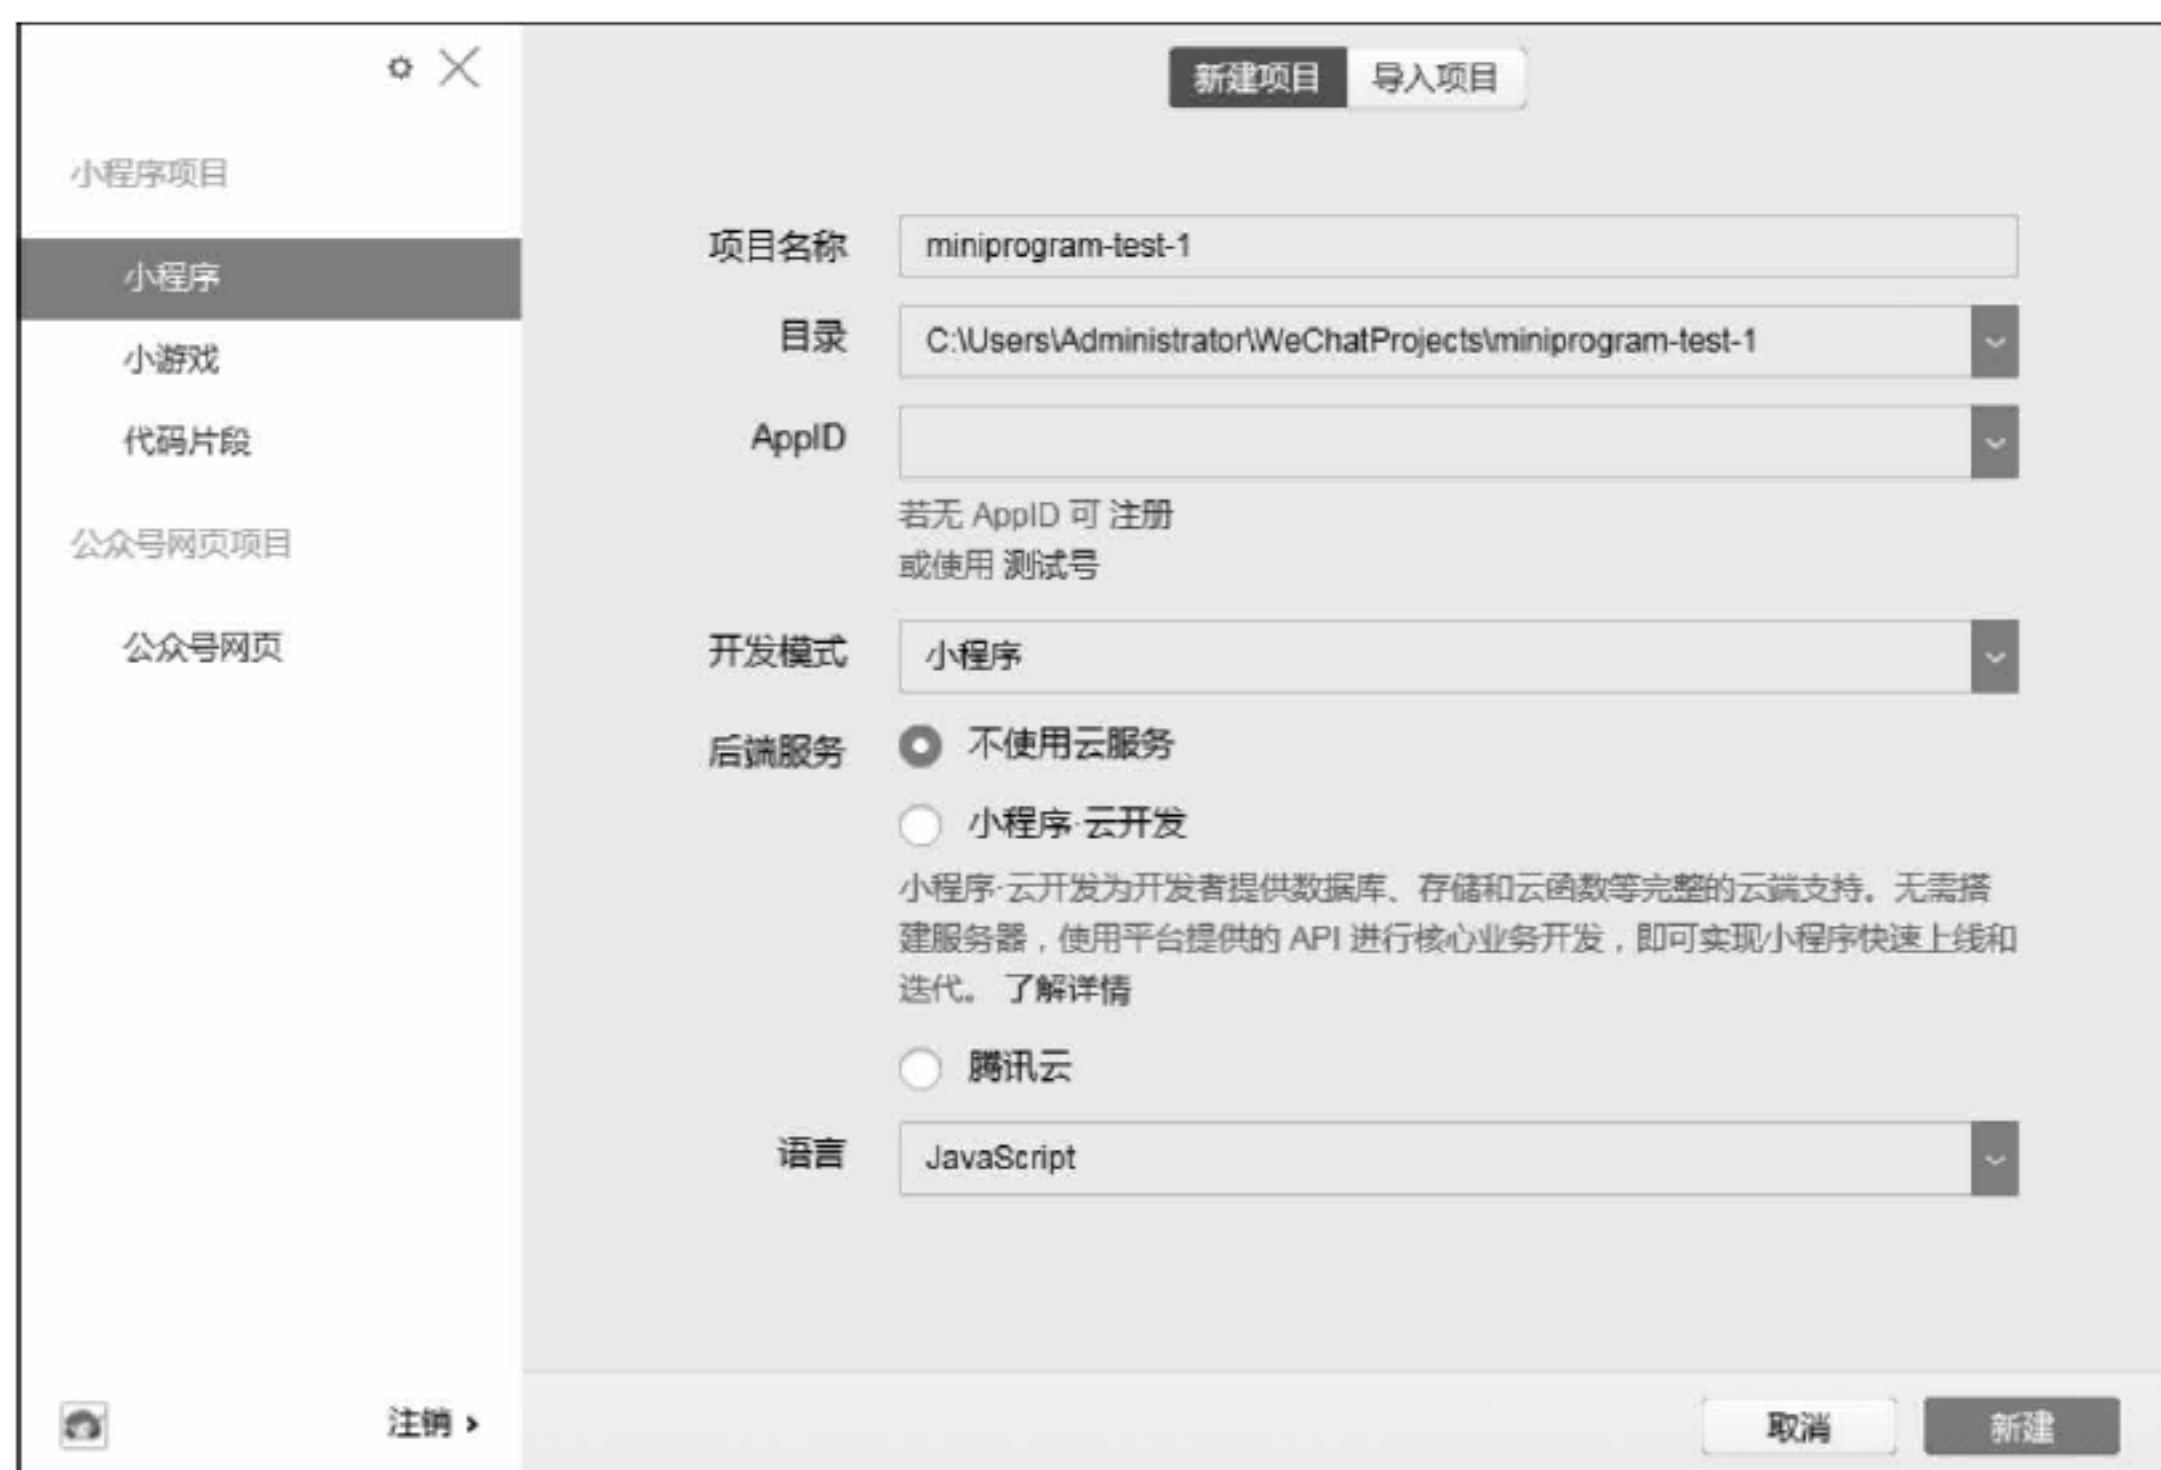 新建项目 导入项目
小程序项目
小程序
小游戏
代码片段
公众号网页项目
公众号网页
注销
项目名称 miniprogram-test-1
目录 C:\Users\Administrator\WeChatProjects\miniprogram-test-1
AppID
若无 AppID 可 注册
或使用 测试号
开发模式 小程序
后端服务 不使用云服务
小程序·云开发
小程序·云开发为开发者提供数据库、存储和云函数等完整的云端支持。无需搭
建服务器，使用平台提供的 API 进行核心业务开发，即可实现小程序快速上线和
迭代。 了解详情
腾讯云
语言 JavaScript
取消 新建